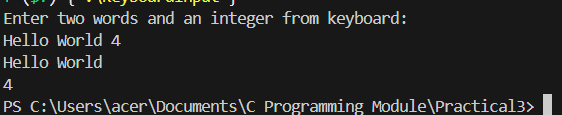 Enter two words and an integer from keyboard:
Hello World 4
Hello World
4
PS C:\Users\acer\Documents\C Programming Module\Practical3>